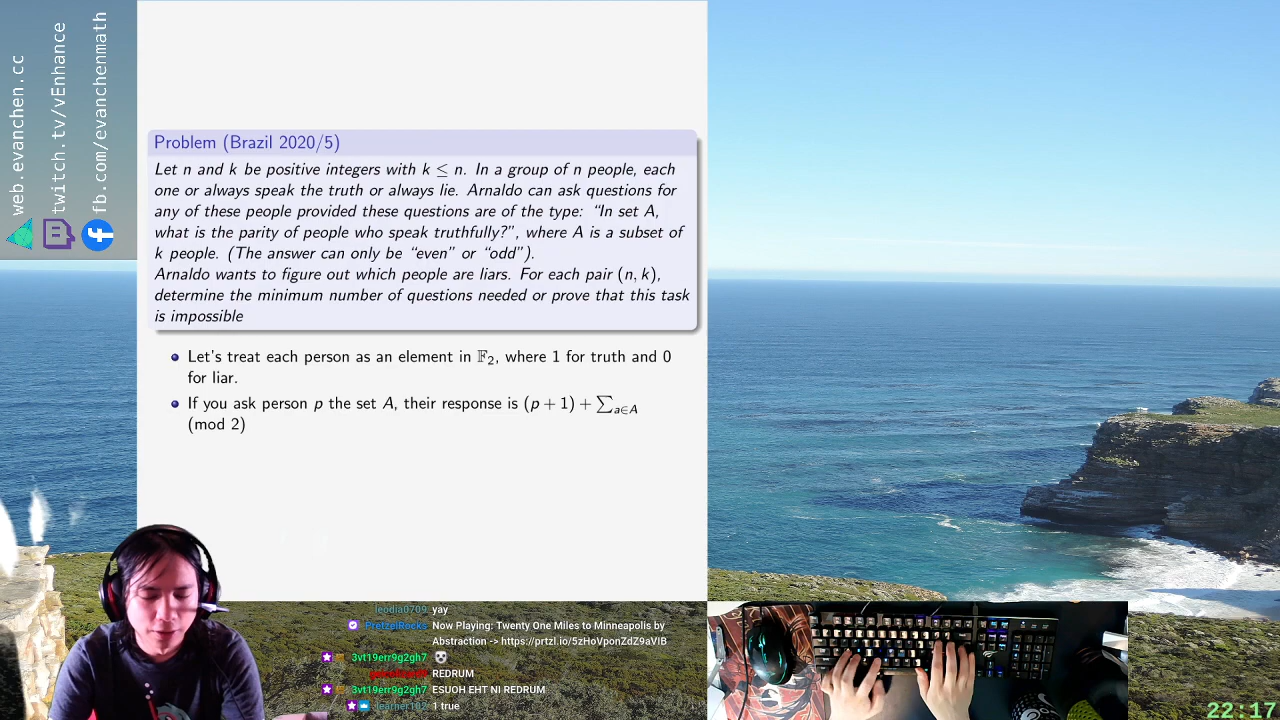 web.evanchen.cc
twitch.tv/vEnhance
fb.com/evanchenmath
Problem (Brazil 2020/5)
Let n and k be positive integers with k ≤ n. In a group of n people, each
one or always speak the truth or always lie. Arnaldo can ask questions for
any of these people provided these questions are of the type: “In set A,
what is the parity of people who speak truthfully?”, where A is a subset of
k people. (The answer can only be “even” or “odd”).
Arnaldo wants to figure out which people are liars. For each pair (n, k),
determine the minimum number of questions needed or prove that this task
is impossible
Let's treat each person as an element in 𝔽₂, where 1 for truth and 0
for liar.
If you ask person p the set A, their response is (p + 1) + ∑a∈A
(mod 2)
leodia0709 yay
PretzelRocks Now Playing: Twenty One Miles to Minneapolis by
Abstraction -> https://prtzl.io/5zHoVponZdZ9aVIB
3vt19err9g2gh7
REDRUM
3vt19err9g2gh7 ESUOH EHT NI REDRUM
1 true
22:17